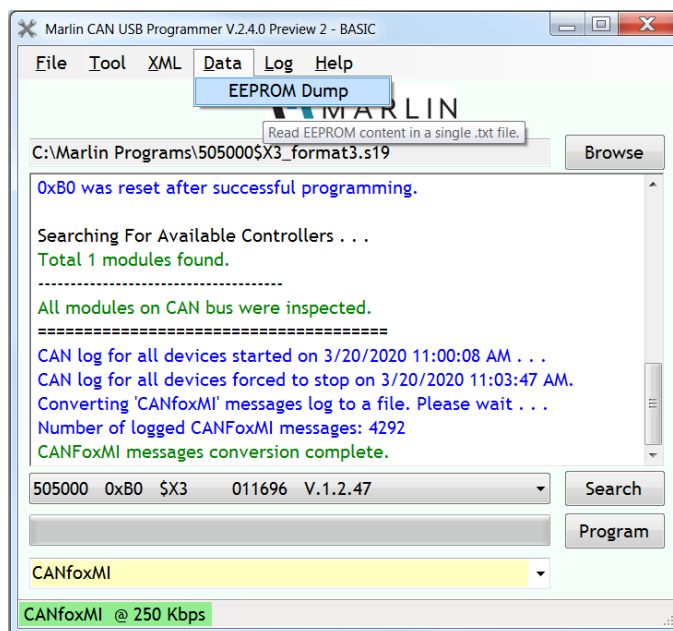 Marlin CAN USB Programmer V.2.4.0 Preview 2 - BASIC
File Tool XML Data Log Help
EEPROM Dump
MARLIN
Read EEPROM content in a single .txt file.
C:\Marlin Programs\505000$X3_format3.s19
Browse
0xB0 was reset after successful programming.
Searching For Available Controllers . . .
Total 1 modules found.
------------------------------------
All modules on CAN bus were inspected.
======================================
CAN log for all devices started on 3/20/2020 11:00:08 AM . . .
CAN log for all devices forced to stop on 3/20/2020 11:03:47 AM.
Converting 'CANfoxMI' messages log to a file. Please wait . . .
Number of logged CANFoxMI messages: 4292
CANFoxMI messages conversion complete.
505000 0xB0 $X3 011696 V.1.2.47
Search
Program
CANfoxMI
CANfoxMI @ 250 Kbps